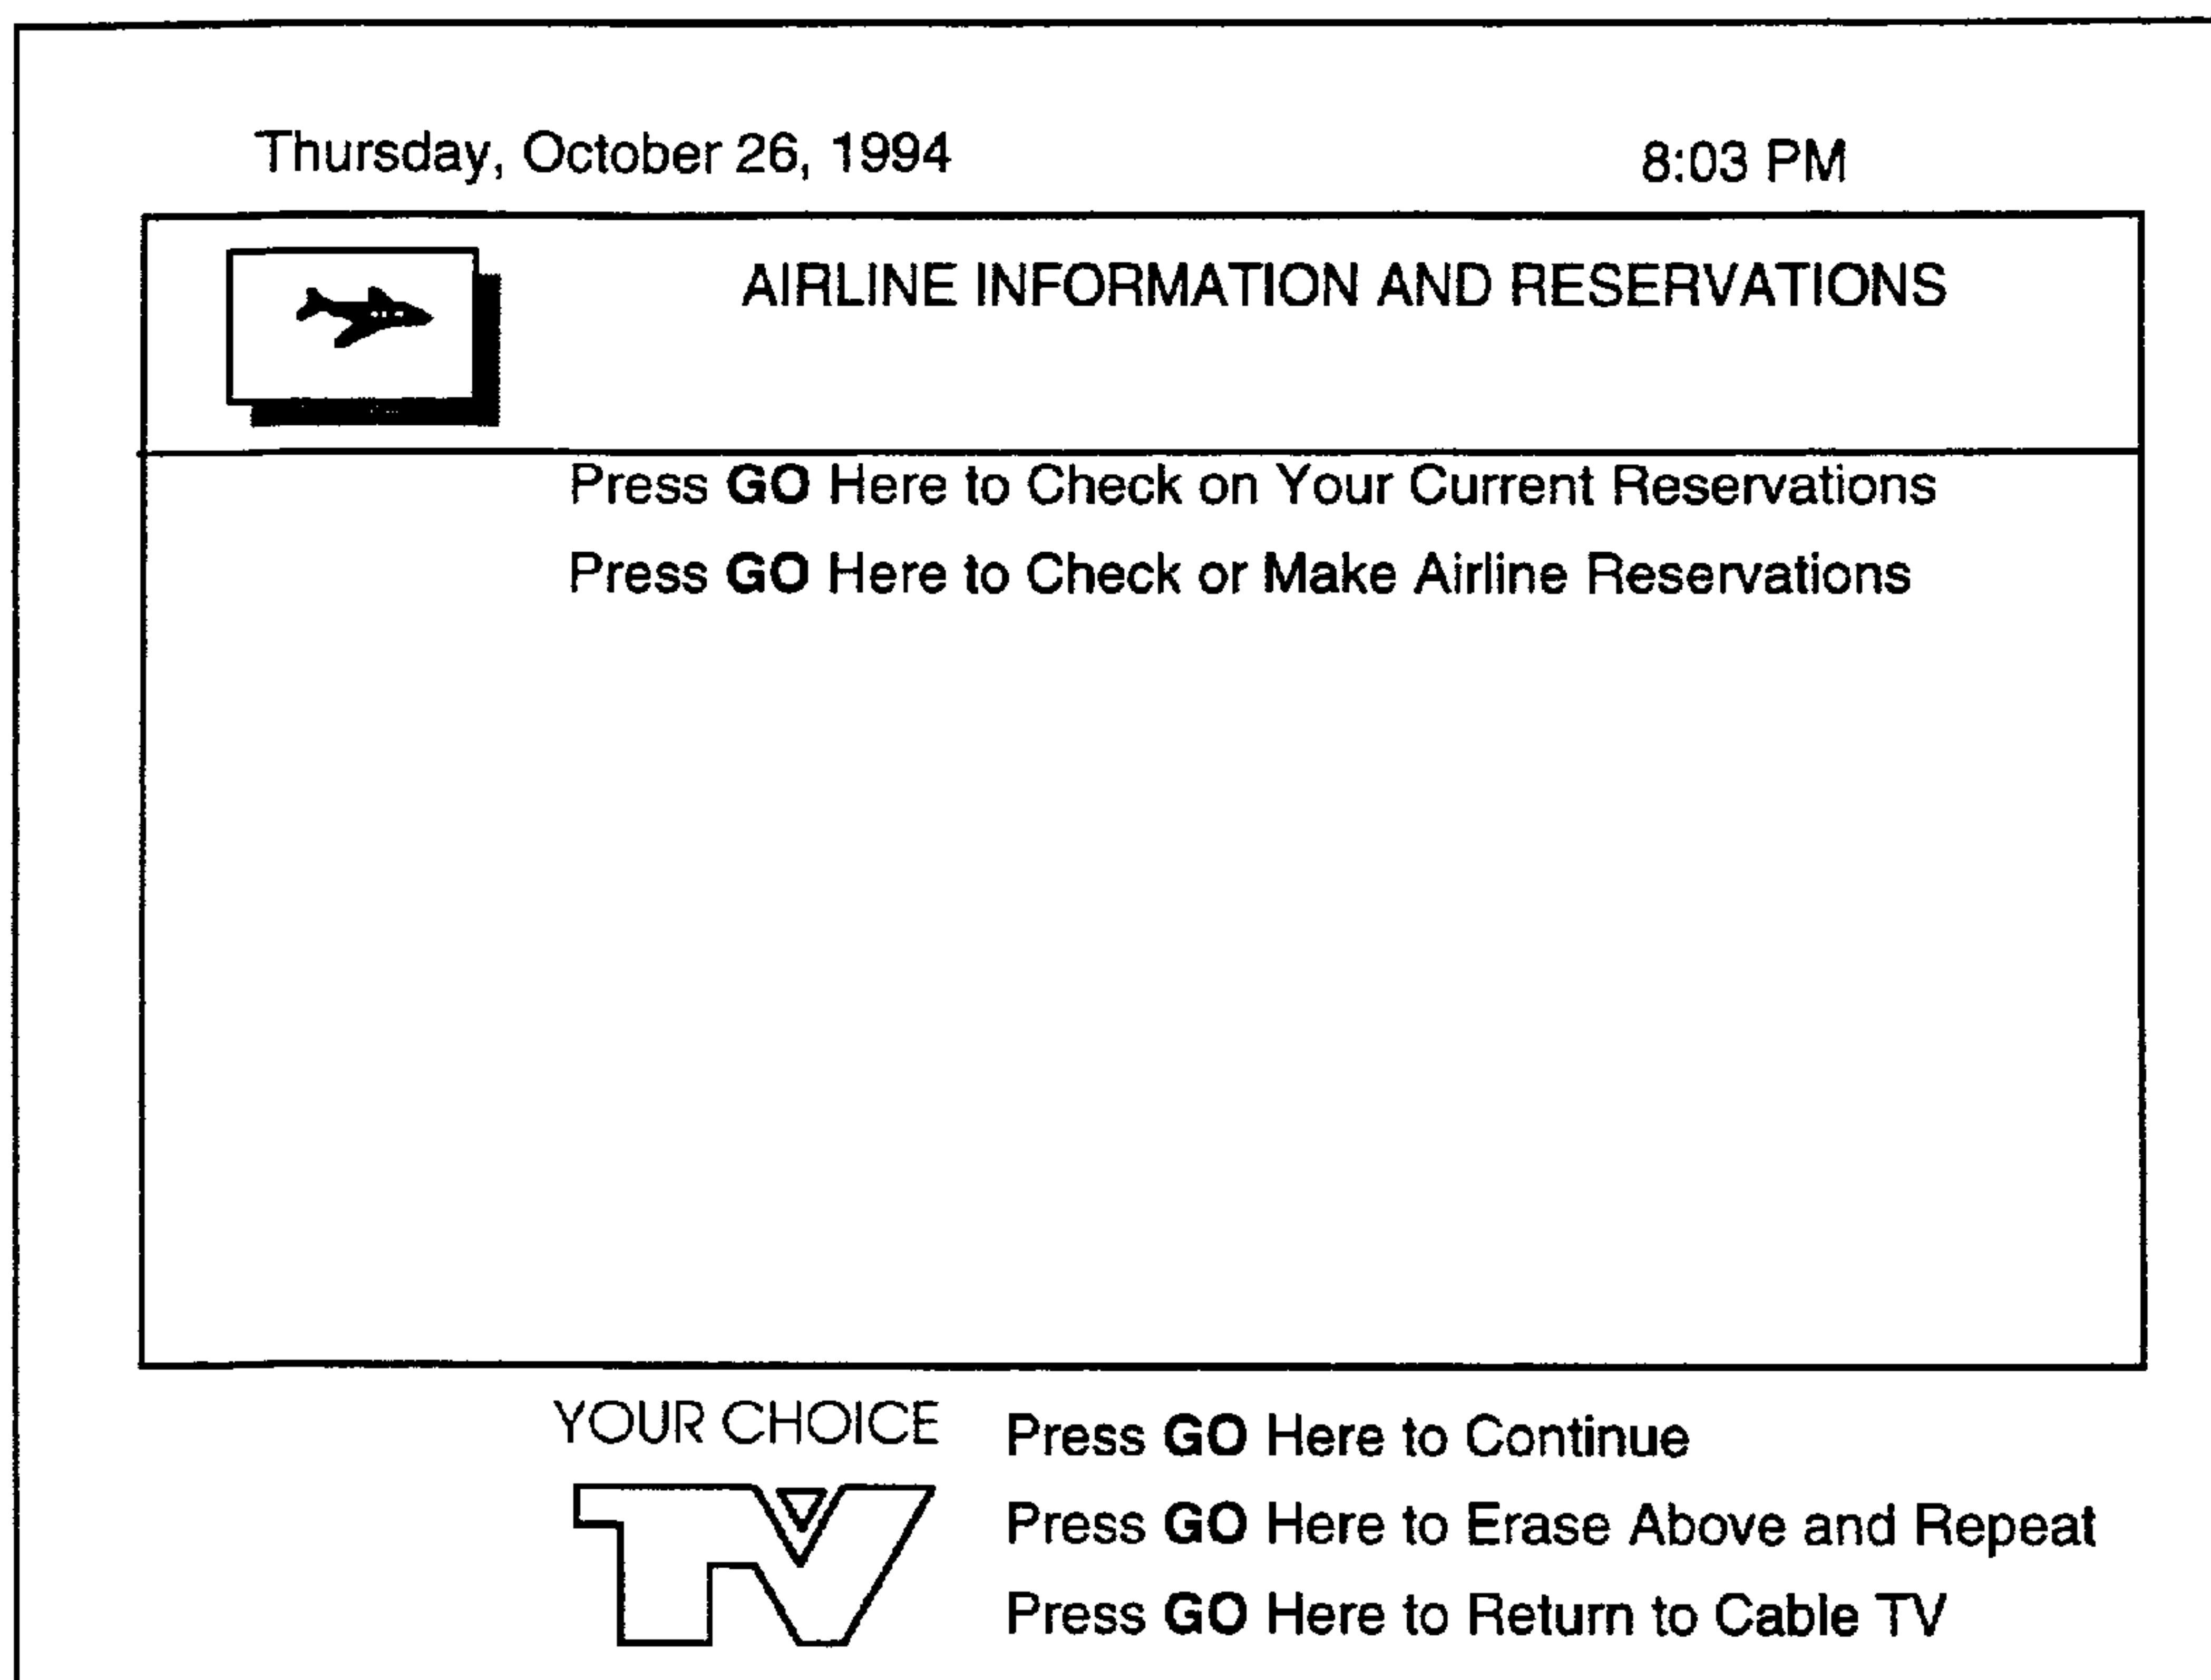 Thursday, October 26, 1994 8:03 PM
AIRLINE INFORMATION AND RESERVATIONS
Press GO Here to Check on Your Current Reservations
Press GO Here to Check or Make Airline Reservations
YOUR CHOICE
TV
Press GO Here to Continue
Press GO Here to Erase Above and Repeat
Press GO Here to Return to Cable TV